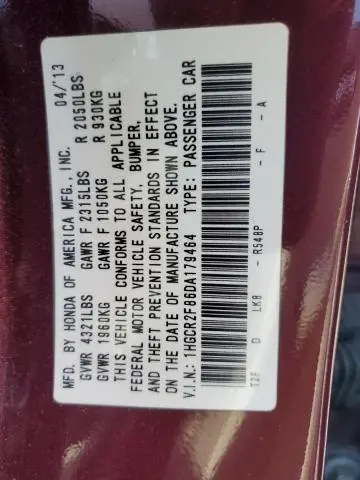 MFD. BY HONDA OF AMERICA MFG., INC. 04/'13
GVWR 4321LBS GAWR F 2315LBS R 2050LBS
GVWR 1960KG GAWR F 1050KG R 930KG
THIS VEHICLE CONFORMS TO ALL APPLICABLE
FEDERAL MOTOR VEHICLE SAFETY, BUMPER,
AND THEFT PREVENTION STANDARDS IN EFFECT
ON THE DATE OF MANUFACTURE SHOWN ABOVE.
V.I.N.: 1HGCR2F86DA179464 TYPE: PASSENGER CAR
D LK8 - R548P - F - A
T2F